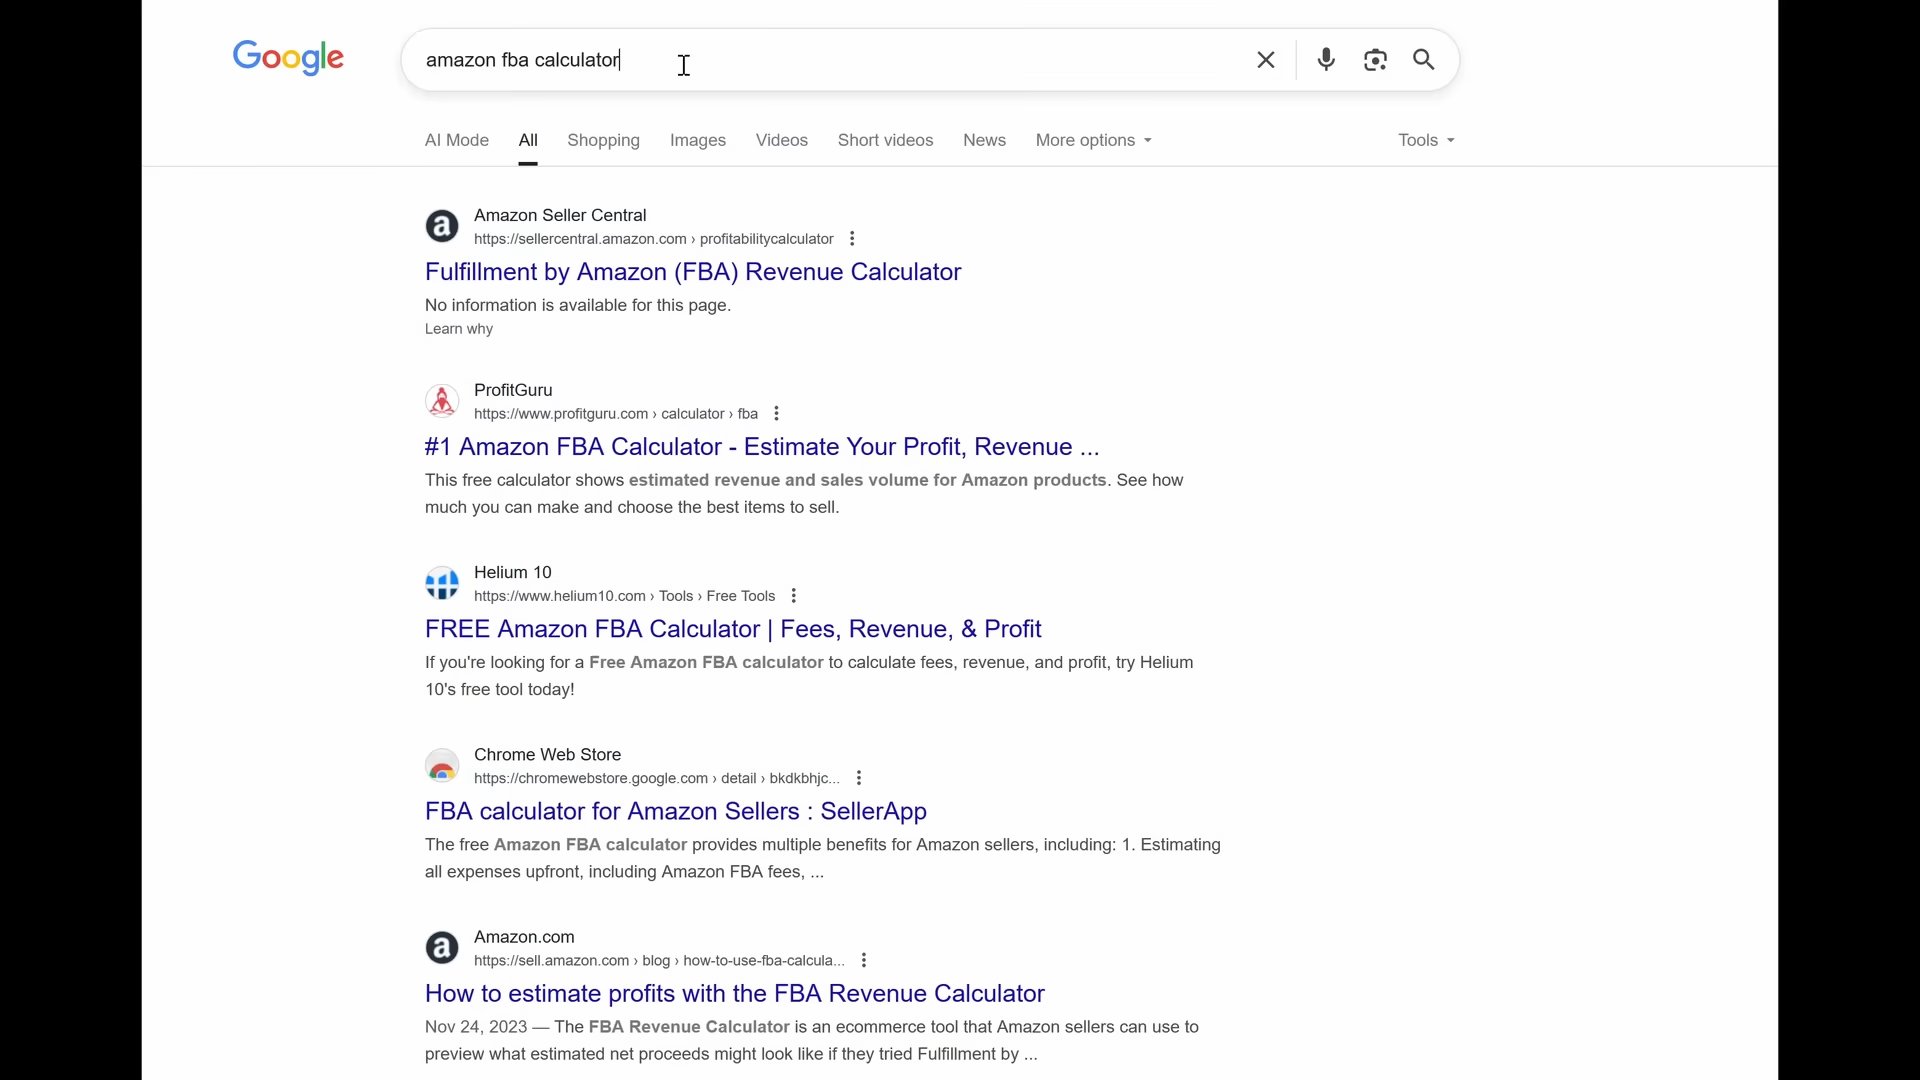 Google
amazon fba calculator
AI Mode All Shopping Images Videos Short videos News More options Tools
Amazon Seller Central
https://sellercentral.amazon.com › profitabilitycalculator
Fulfillment by Amazon (FBA) Revenue Calculator
No information is available for this page.
Learn why
ProfitGuru
https://www.profitguru.com › calculator › fba
#1 Amazon FBA Calculator - Estimate Your Profit, Revenue ...
This free calculator shows estimated revenue and sales volume for Amazon products. See how
much you can make and choose the best items to sell.
Helium 10
https://www.helium10.com › Tools › Free Tools
FREE Amazon FBA Calculator | Fees, Revenue, & Profit
If you're looking for a Free Amazon FBA calculator to calculate fees, revenue, and profit, try Helium
10's free tool today!
Chrome Web Store
https://chromewebstore.google.com › detail › bkdkbhjc...
FBA calculator for Amazon Sellers : SellerApp
The free Amazon FBA calculator provides multiple benefits for Amazon sellers, including: 1. Estimating
all expenses upfront, including Amazon FBA fees, ...
Amazon.com
https://sell.amazon.com › blog › how-to-use-fba-calcula...
How to estimate profits with the FBA Revenue Calculator
Nov 24, 2023 — The FBA Revenue Calculator is an ecommerce tool that Amazon sellers can use to
preview what estimated net proceeds might look like if they tried Fulfillment by ...